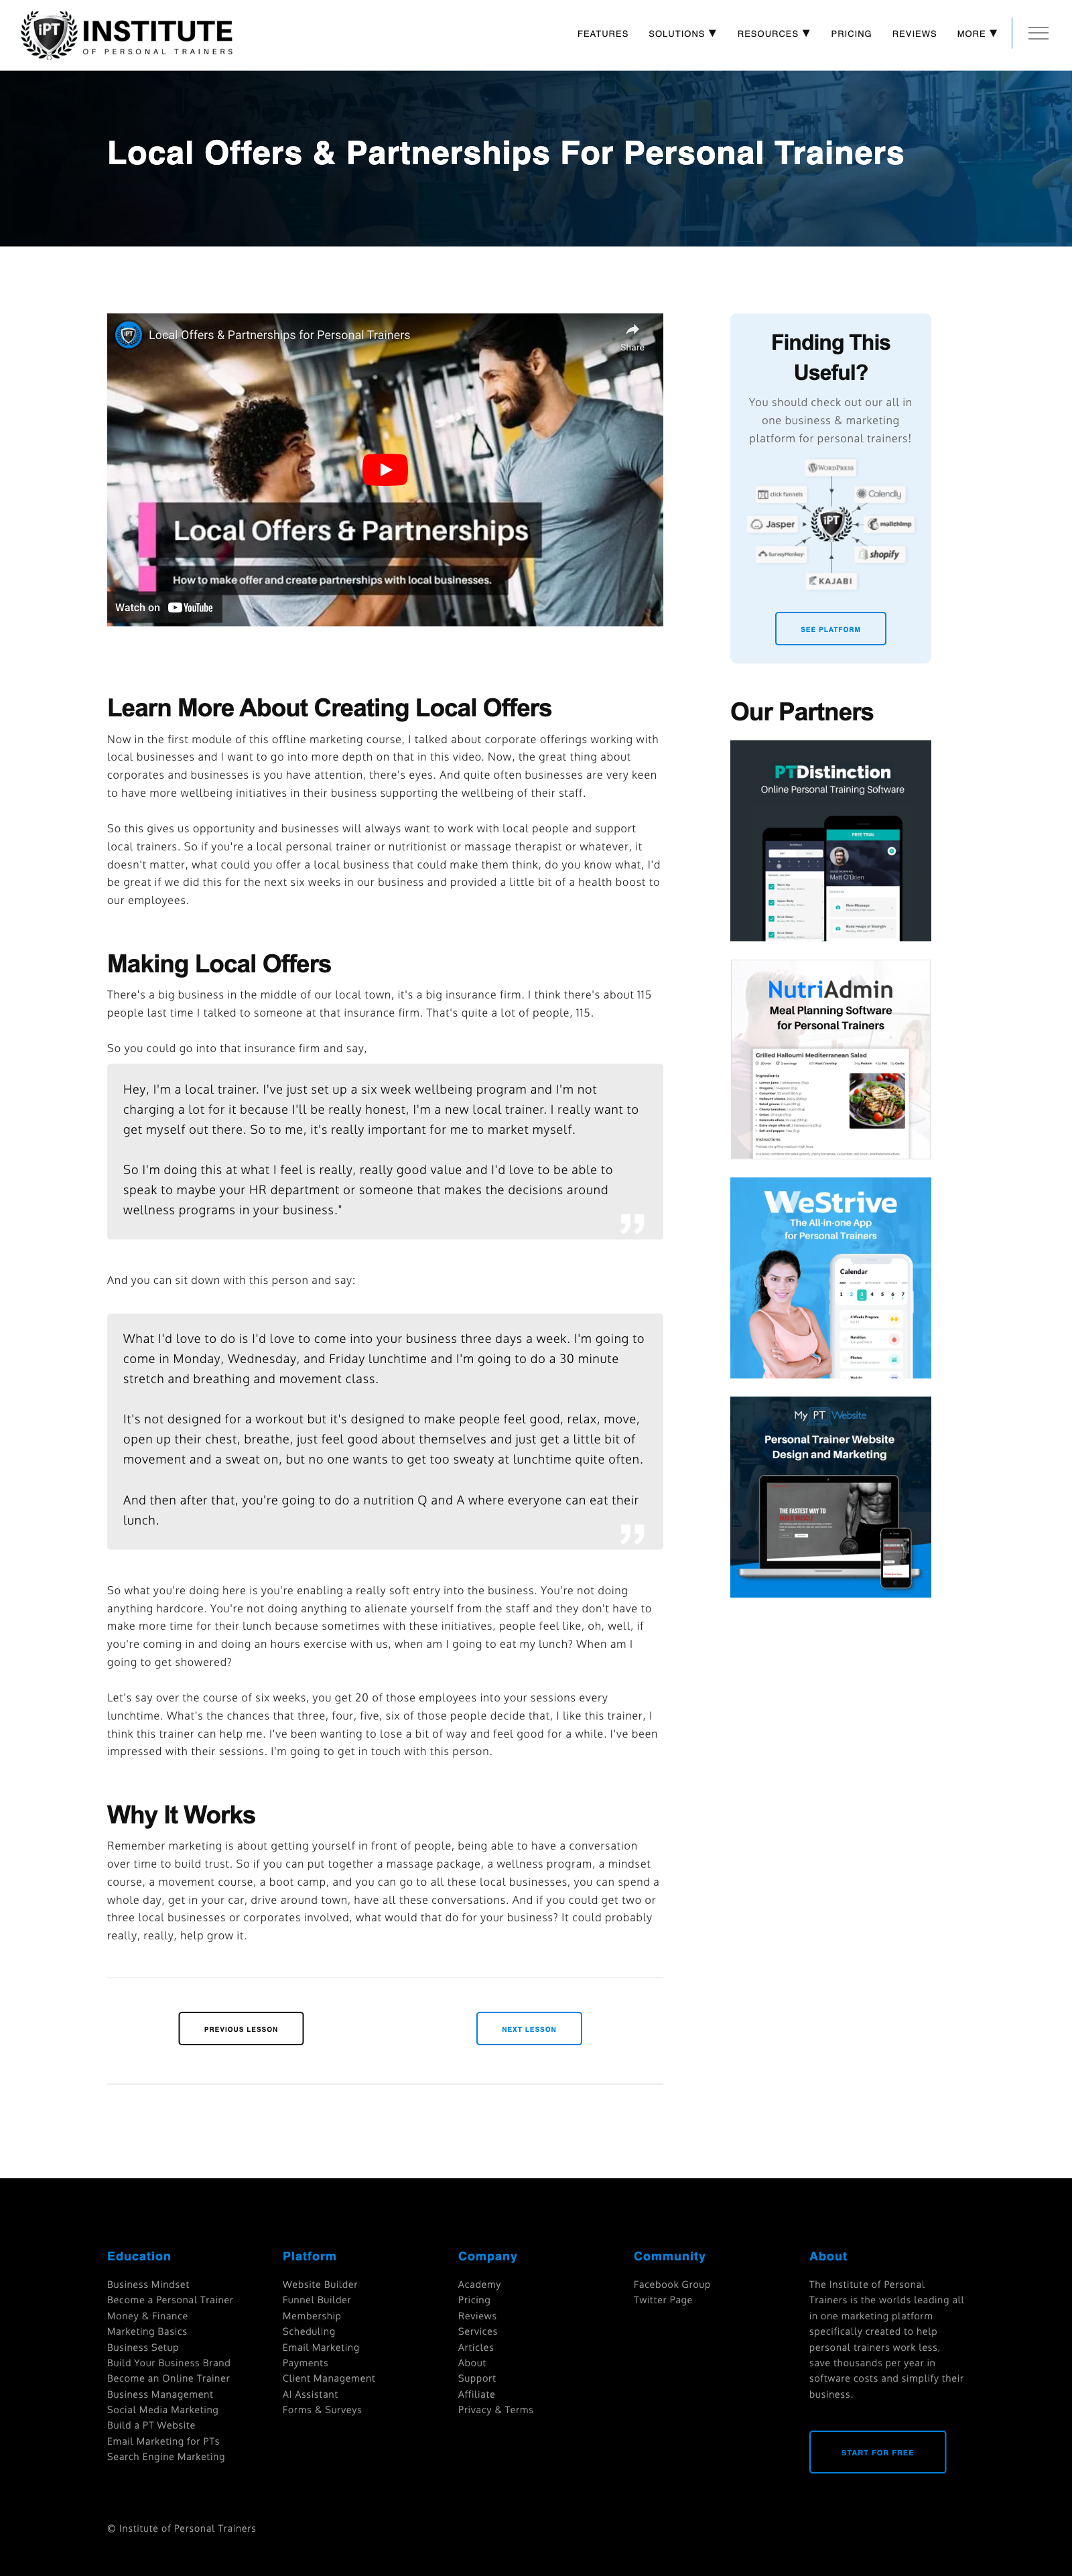 iPT INSTITUTE
OF PERSONAL TRAINERS
FEATURES SOLUTIONS ▼ RESOURCES ▼ PRICING REVIEWS MORE ▼
Local Offers & Partnerships For Personal Trainers
Local Offers & Partnerships for Personal Trainers
Share
Local Offers & Partnerships
How to make offer and create partnerships with local businesses.
Watch on YouTube
Learn More About Creating Local Offers
Now in the first module of this offline marketing course, I talked about corporate offerings working with
local businesses and I want to go into more depth on that in this video. Now, the great thing about
corporates and businesses is you have attention, there's eyes. And quite often businesses are very keen
to have more wellbeing initiatives in their business supporting the wellbeing of their staff.
So this gives us opportunity and businesses will always want to work with local people and support
local trainers. So if you're a local personal trainer or nutritionist or massage therapist or whatever, it
doesn't matter, what could you offer a local business that could make them think, do you know what, I'd
be great if we did this for the next six weeks in our business and provided a little bit of a health boost to
our employees.
Making Local Offers
There's a big business in the middle of our local town, it's a big insurance firm. I think there's about 115
people last time I talked to someone at that insurance firm. That's quite a lot of people, 115.
So you could go into that insurance firm and say,
Hey, I'm a local trainer. I've just set up a six week wellbeing program and I'm not
charging a lot for it because I'll be really honest, I'm a new local trainer. I really want to
get myself out there. So to me, it's really important for me to market myself.
So I'm doing this at what I feel is really, really good value and I'd love to be able to
speak to maybe your HR department or someone that makes the decisions around
wellness programs in your business."
And you can sit down with this person and say:
What I'd love to do is I'd love to come into your business three days a week. I'm going to
come in Monday, Wednesday, and Friday lunchtime and I'm going to do a 30 minute
stretch and breathing and movement class.
It's not designed for a workout but it's designed to make people feel good, relax, move,
open up their chest, breathe, just feel good about themselves and just get a little bit of
movement and a sweat on, but no one wants to get too sweaty at lunchtime quite often.
And then after that, you're going to do a nutrition Q and A where everyone can eat their
lunch.
So what you're doing here is you're enabling a really soft entry into the business. You're not doing
anything hardcore. You're not doing anything to alienate yourself from the staff and they don't have to
make more time for their lunch because sometimes with these initiatives, people feel like, oh, well, if
you're coming in and doing an hours exercise with us, when am I going to eat my lunch? When am I
going to get showered?
Let's say over the course of six weeks, you get 20 of those employees into your sessions every
lunchtime. What's the chances that three, four, five, six of those people decide that, I like this trainer, I
think this trainer can help me. I've been wanting to lose a bit of way and feel good for a while. I've been
impressed with their sessions. I'm going to get in touch with this person.
Why It Works
Remember marketing is about getting yourself in front of people, being able to have a conversation
over time to build trust. So if you can put together a massage package, a wellness program, a mindset
course, a movement course, a boot camp, and you can go to all these local businesses, you can spend a
whole day, get in your car, drive around town, have all these conversations. And if you could get two or
three local businesses or corporates involved, what would that do for your business? It could probably
really, really, help grow it.
PREVIOUS LESSON
NEXT LESSON
Finding This
Useful?
You should check out our all in
one business & marketing
platform for personal trainers!
WORDPRESS
click funnels
Calendly
Jasper
iPT
mailchimp
SurveyMonkey
shopify
KAJABI
SEE PLATFORM
Our Partners
PTDistinction
Online Personal Training Software
FREE TRIAL
Matt O'Brien
New Message
NutriAdmin
Meal Planning Software
for Personal Trainers
Grilled Halloumi Mediterranean Salad
Ingredients
Instructions
WeStrive
The All-in-one App
for Personal Trainers
Calendar
1 2 3 4 5 6 7
4 Weeks Program
Nutrition
Photos
My PT Website
Personal Trainer Website
Design and Marketing
THE FASTEST WAY TO
BUILD MUSCLE
Education
Business Mindset
Become a Personal Trainer
Money & Finance
Marketing Basics
Business Setup
Build Your Business Brand
Become an Online Trainer
Business Management
Social Media Marketing
Build a PT Website
Email Marketing for PTs
Search Engine Marketing
Platform
Website Builder
Funnel Builder
Membership
Scheduling
Email Marketing
Payments
Client Management
AI Assistant
Forms & Surveys
Company
Academy
Pricing
Reviews
Services
Articles
About
Support
Affiliate
Privacy & Terms
Community
Facebook Group
Twitter Page
About
The Institute of Personal
Trainers is the worlds leading all
in one marketing platform
specifically created to help
personal trainers work less,
save thousands per year in
software costs and simplify their
business.
START FOR FREE
© Institute of Personal Trainers